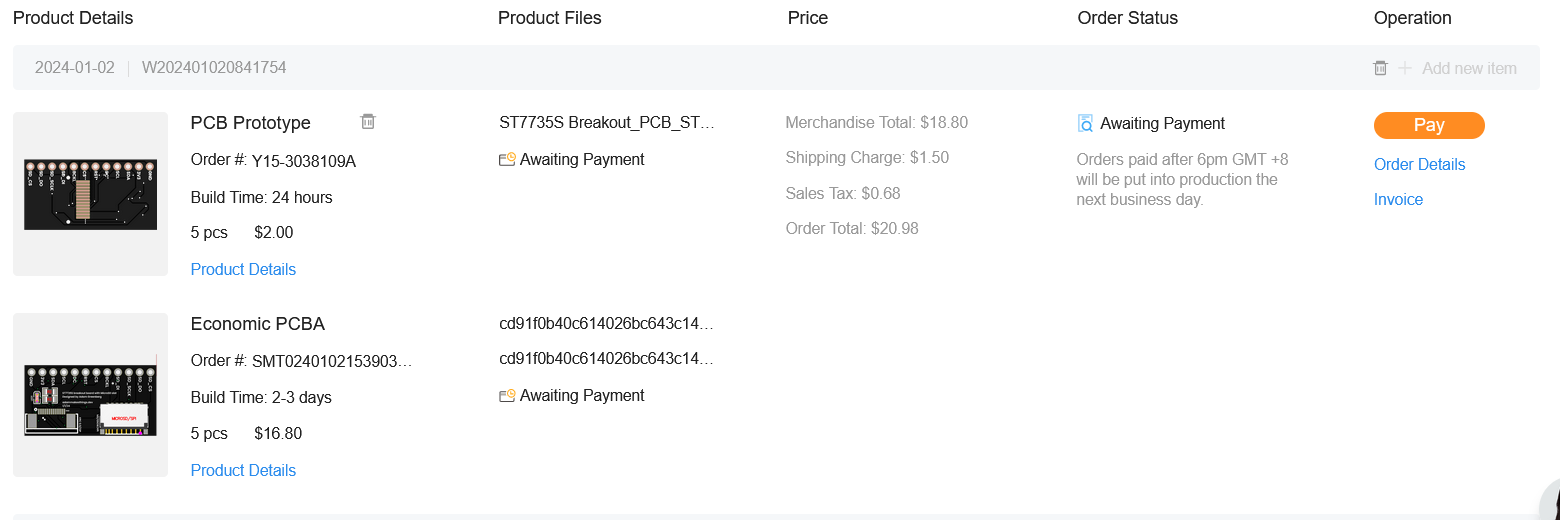 Product Details
Product Files
Price
Order Status
Operation
2024-01-02
W202401020841754
Add new item
PCB Prototype
Order #: Y15-3038109A
Build Time: 24 hours
5 pcs $2.00
Product Details
ST7735S Breakout_PCB_ST...
Awaiting Payment
Merchandise Total: $18.80
Shipping Charge: $1.50
Sales Tax: $0.68
Order Total: $20.98
Awaiting Payment
Orders paid after 6pm GMT +8
will be put into production the
next business day.
Pay
Order Details
Invoice
Economic PCBA
Order #: SMT0240102153903...
Build Time: 2-3 days
5 pcs $16.80
Product Details
cd91f0b40c614026bc643c14...
cd91f0b40c614026bc643c14...
Awaiting Payment